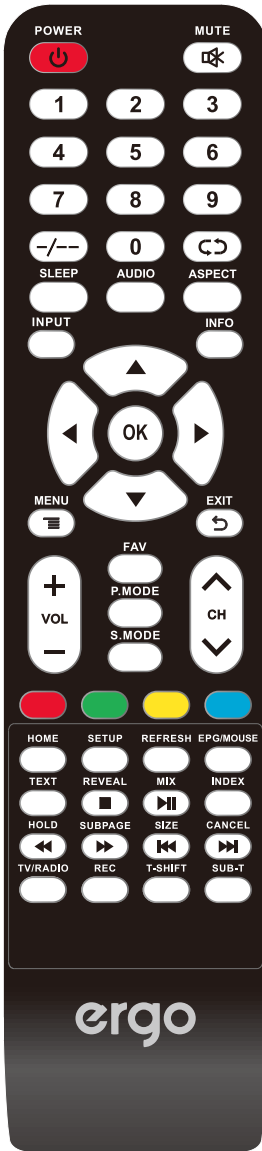 POWER MUTE
1 2 3
4 5 6
7 8 9
-/-- 0
SLEEP AUDIO ASPECT
INPUT INFO
OK
MENU EXIT
FAV
+ P.MODE
VOL CH
S.MODE
−
HOME SETUP REFRESH EPG/MOUSE
TEXT REVEAL MIX INDEX
HOLD SUBPAGE SIZE CANCEL
TV/RADIO REC T-SHIFT SUB-T
ergo